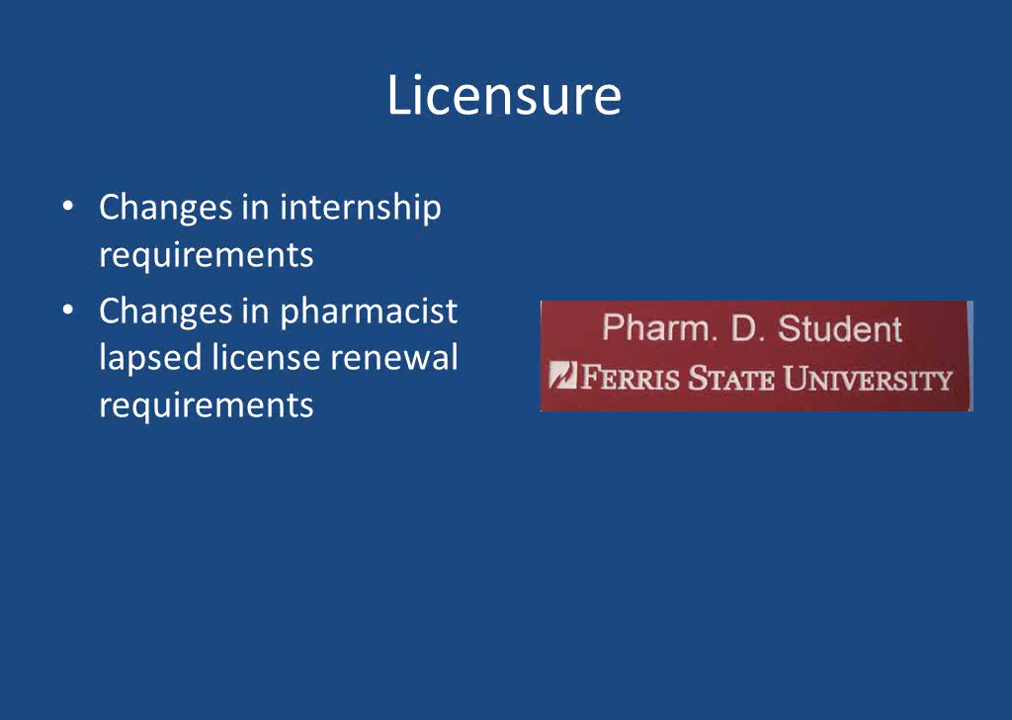 Licensure
• Changes in internship
requirements
• Changes in pharmacist
lapsed license renewal
requirements
Pharm. D. Student
FERRIS STATE UNIVERSITY